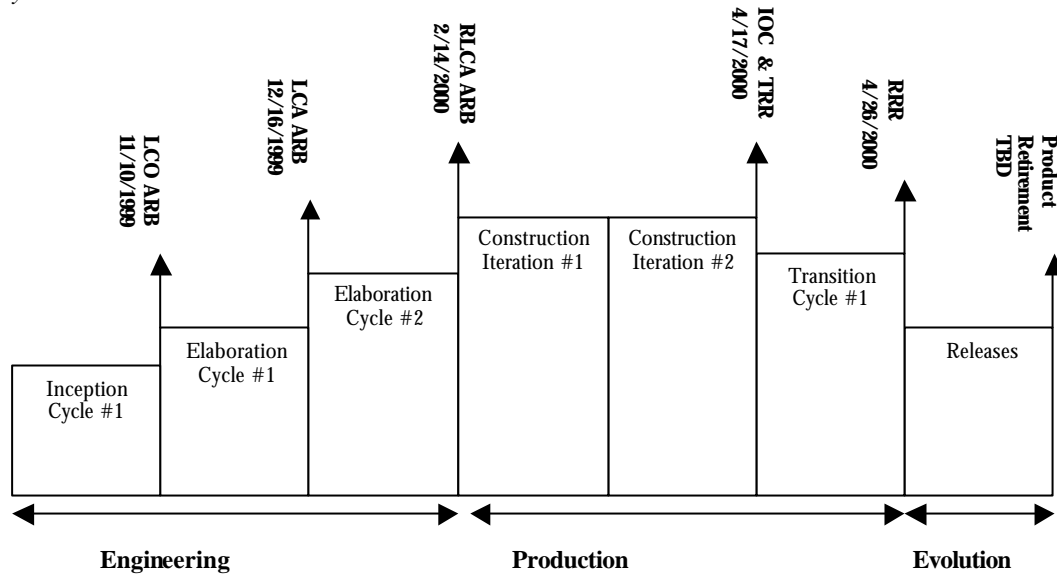 LCO ARB
11/10/1999
LCA ARB
12/16/1999
RLCA ARB
2/14/2000
IOC & TRR
4/17/2000
RRR
4/26/2000
Product
Retirement
TBD
Inception
Cycle #1
Elaboration
Cycle #1
Elaboration
Cycle #2
Construction
Iteration #1
Construction
Iteration #2
Transition
Cycle #1
Releases
Engineering
Production
Evolution